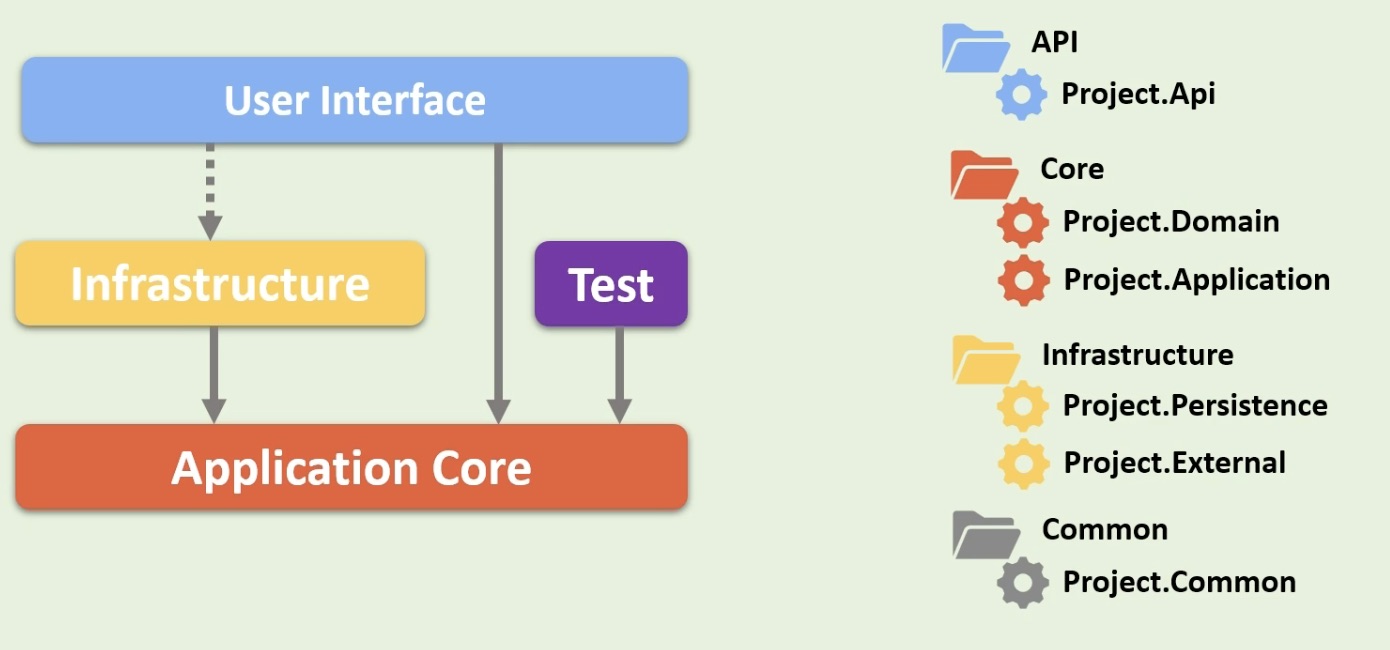 User Interface
Infrastructure
Test
Application Core
API
Project.Api
Core
Project.Domain
Project.Application
Infrastructure
Project.Persistence
Project.External
Common
Project.Common